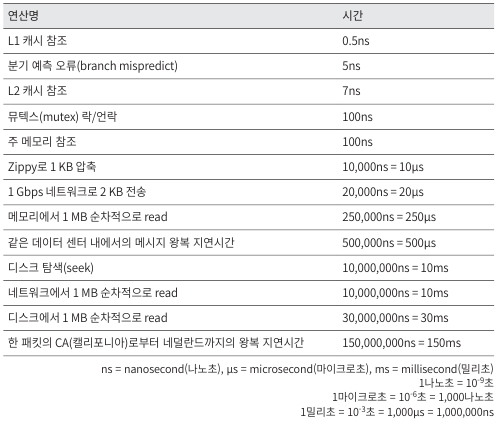 연산명 시간
L1 캐시 참조 0.5ns
분기 예측 오류(branch mispredict) 5ns
L2 캐시 참조 7ns
뮤텍스(mutex) 락/언락 100ns
주 메모리 참조 100ns
Zippy로 1 KB 압축 10,000ns = 10μs
1 Gbps 네트워크로 2 KB 전송 20,000ns = 20μs
메모리에서 1 MB 순차적으로 read 250,000ns = 250μs
같은 데이터 센터 내에서의 메시지 왕복 지연시간 500,000ns = 500μs
디스크 탐색(seek) 10,000,000ns = 10ms
네트워크에서 1 MB 순차적으로 read 10,000,000ns = 10ms
디스크에서 1 MB 순차적으로 read 30,000,000ns = 30ms
한 패킷의 CA(캘리포니아)로부터 네덜란드까지의 왕복 지연시간 150,000,000ns = 150ms
ns = nanosecond(나노초), μs = microsecond(마이크로초), ms = millisecond(밀리초)
1나노초 = 10⁻⁹초
1마이크로초 = 10⁻⁶초 = 1,000나노초
1밀리초 = 10⁻³초 = 1,000μs = 1,000,000ns